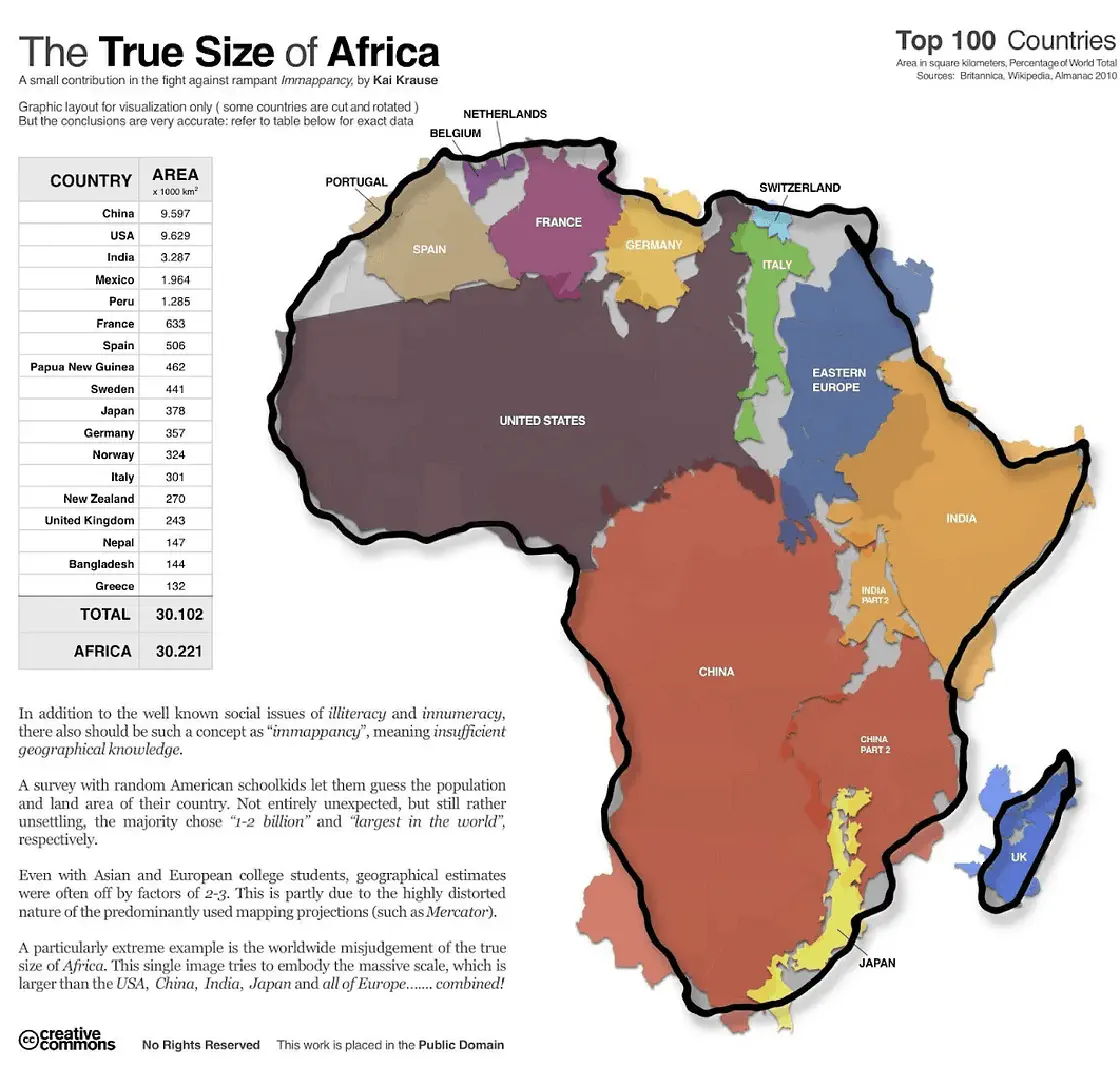 The True Size of Africa
A small contribution in the fight against rampant Immappancy, by Kai Krause
Graphic layout for visualization only ( some countries are cut and rotated )
But the conclusions are very accurate: refer to table below for exact data
Top 100 Countries
Area in square kilometers, Percentage of World Total
Sources: Britannica, Wikipedia, Almanac 2010
COUNTRY AREA
x 1000 km²
China 9.597
USA 9.629
India 3.287
Mexico 1.964
Peru 1.285
France 633
Spain 506
Papua New Guinea 462
Sweden 441
Japan 378
Germany 357
Norway 324
Italy 301
New Zealand 270
United Kingdom 243
Nepal 147
Bangladesh 144
Greece 132
TOTAL 30.102
AFRICA 30.221
NETHERLANDS
BELGIUM
PORTUGAL
SWITZERLAND
SPAIN
FRANCE
GERMANY
ITALY
UNITED STATES
EASTERN
EUROPE
INDIA
INDIA
PART 2
CHINA
CHINA
PART 2
UK
JAPAN
In addition to the well known social issues of illiteracy and innumeracy,
there also should be such a concept as “immappancy”, meaning insufficient
geographical knowledge.
A survey with random American schoolkids let them guess the population
and land area of their country. Not entirely unexpected, but still rather
unsettling, the majority chose “1-2 billion” and “largest in the world”,
respectively.
Even with Asian and European college students, geographical estimates
were often off by factors of 2-3. This is partly due to the highly distorted
nature of the predominantly used mapping projections (such as Mercator).
A particularly extreme example is the worldwide misjudgement of the true
size of Africa. This single image tries to embody the massive scale, which is
larger than the USA, China, India, Japan and all of Europe....... combined!
cc creative
commons
No Rights Reserved This work is placed in the Public Domain